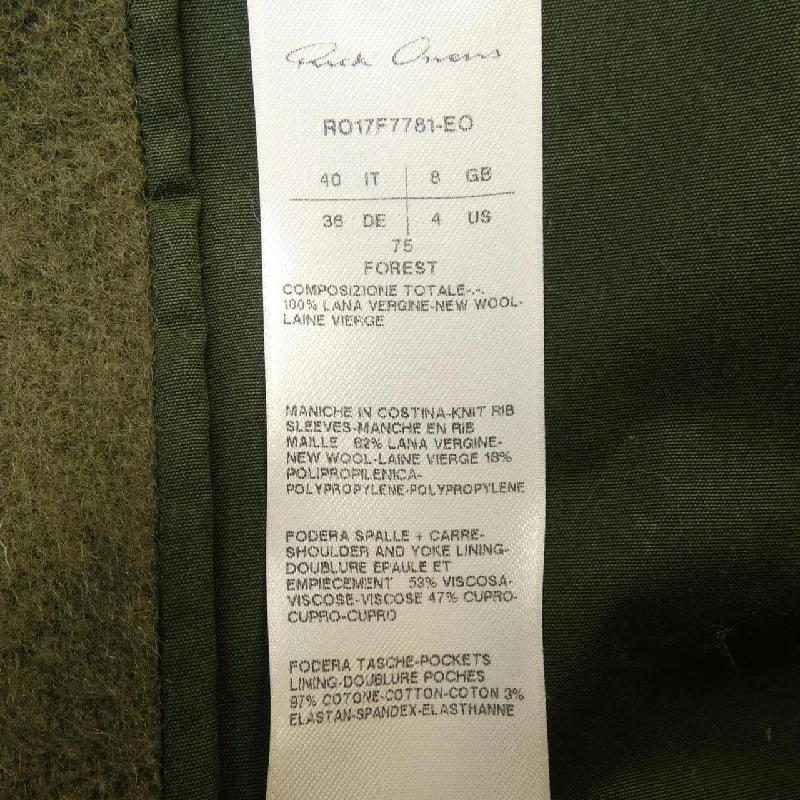 Rick Owens
RO17F7781-EO
40 IT 8 GB
36 DE 4 US
75
FOREST
COMPOSIZIONE TOTALE-.-.
100% LANA VERGINE-NEW WOOL-
LAINE VIERGE
MANICHE IN COSTINA-KNIT RIB
SLEEVES-MANCHE EN RIB
MAILLE 82% LANA VERGINE-
NEW WOOL-LAINE VIERGE 18%
POLIPROPILENICA-
POLYPROPYLENE-POLYPROPYLENE
FODERA SPALLE + CARRE-
SHOULDER AND YOKE LINING-
DOUBLURE EPAULE ET
EMPIECEMENT 53% VISCOSA-
VISCOSE-VISCOSE 47% CUPRO-
CUPRO-CUPRO
FODERA TASCHE-POCKETS
LINING-DOUBLURE POCHES
97% COTONE-COTTON-COTON 3%
ELASTAN-SPANDEX-ELASTHANNE